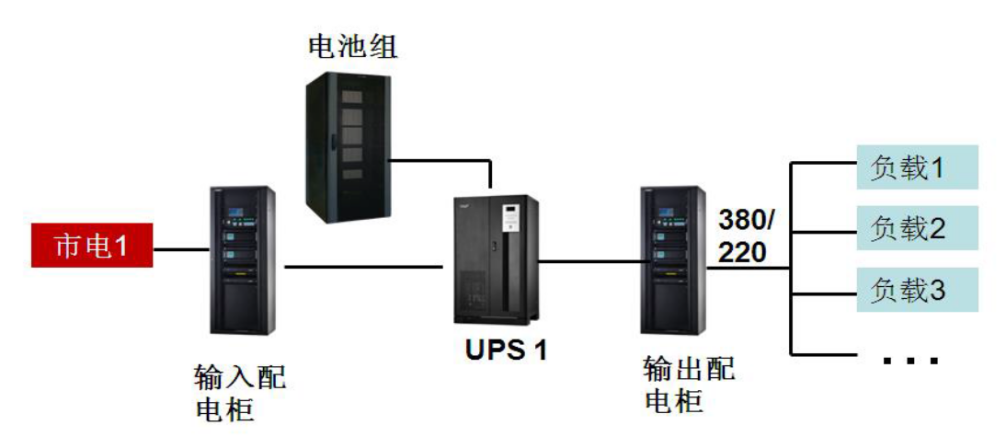 电池组
市电1
输入配
电柜
UPS 1
380/
220
输出配
电柜
负载1
负载2
负载3
...